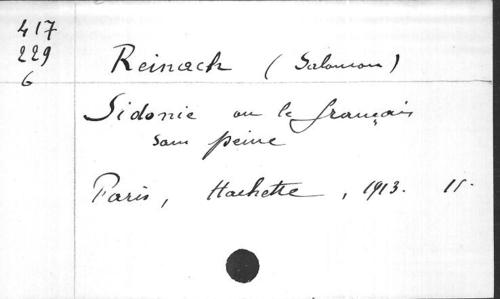 417
229
6
Reinach (Salomon)
Sidonie ou le français
sans peine
Paris, Hachette, 1913. 11.